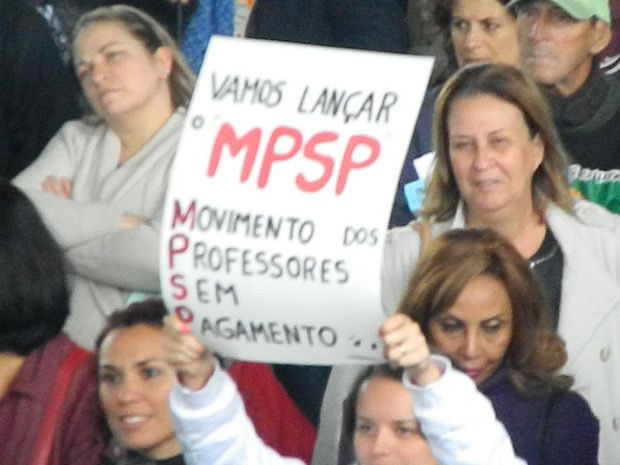 VAMOS LANÇAR
O "MPSP"
MOVIMENTO DOS
PROFESSORES
SEM
PAGAMENTO...